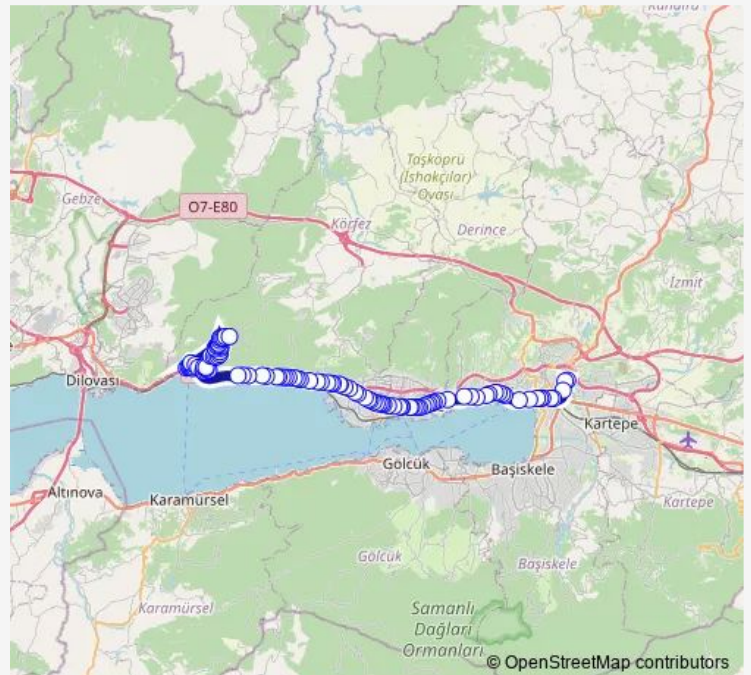 Kandıra
Taşköprü
(İshakçılar)
Ovası
Gebze
O7-E80
Körfez
Derince
İzmit
Dilovası
Kartepe
Gölcük
Başiskele
Altınova
Karamürsel
Kartepe
Gölcük
Başiskele
Karamürsel
Samanlı
Dağları
Ormanları
© OpenStreetMap contributors